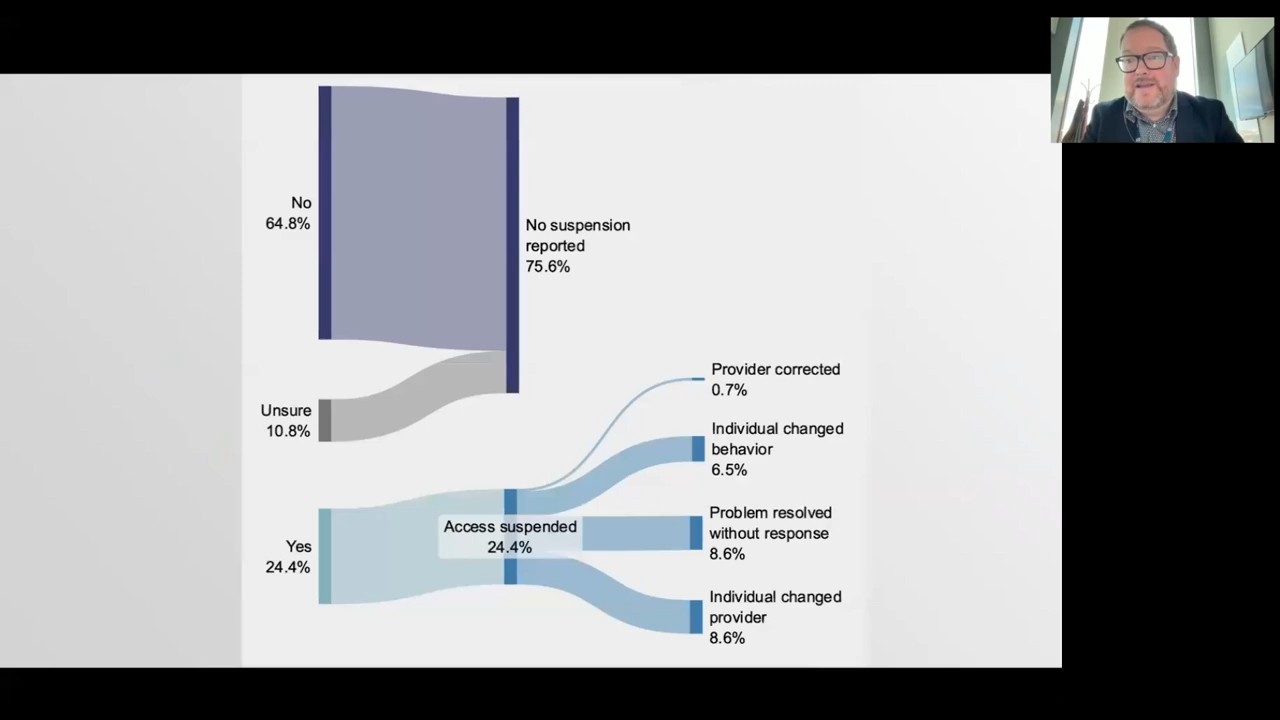 No
64.8%
No suspension
reported
75.6%
Unsure
10.8%
Yes
24.4%
Access suspended
24.4%
Provider corrected
0.7%
Individual changed
behavior
6.5%
Problem resolved
without response
8.6%
Individual changed
provider
8.6%